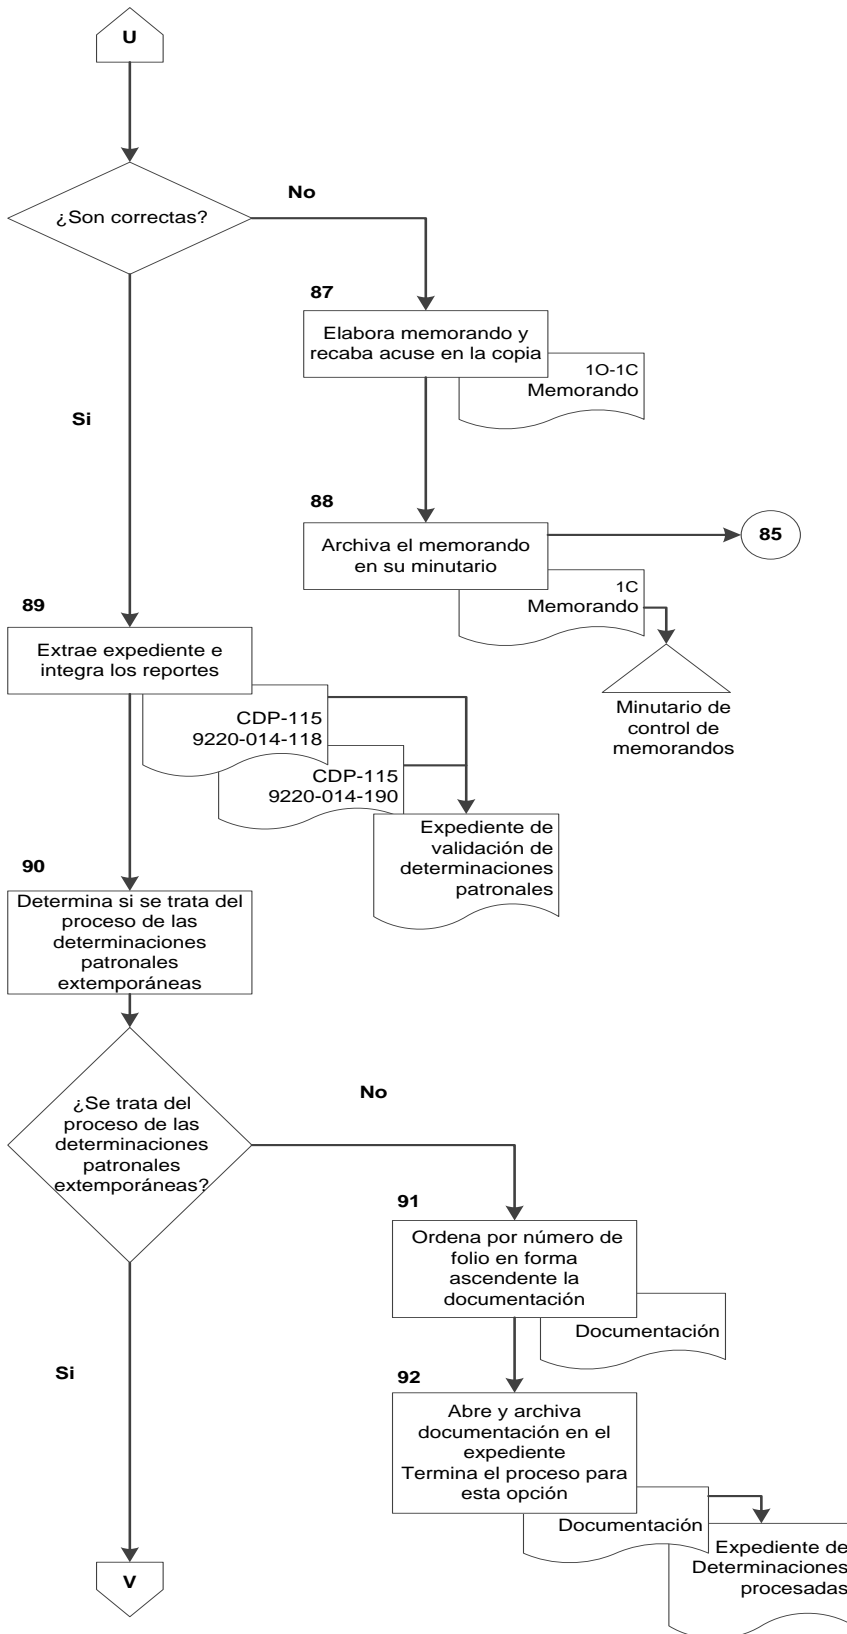 U
¿Son correctas?
No
87
Elabora memorando y
recaba acuse en la copia
1O-1C
Memorando
Si
88
Archiva el memorando
en su minutario
85
1C
Memorando
Minutario de
control de
memorandos
89
Extrae expediente e
integra los reportes
CDP-115
9220-014-118
CDP-115
9220-014-190
Expediente de
validación de
determinaciones
patronales
90
Determina si se trata del
proceso de las
determinaciones
patronales
extemporáneas
¿Se trata del
proceso de las
determinaciones
patronales
extemporáneas?
No
91
Ordena por número de
folio en forma
ascendente la
documentación
Documentación
Si
92
Abre y archiva
documentación en el
expediente
Termina el proceso para
esta opción
Documentación
Expediente de
Determinaciones
procesadas
V